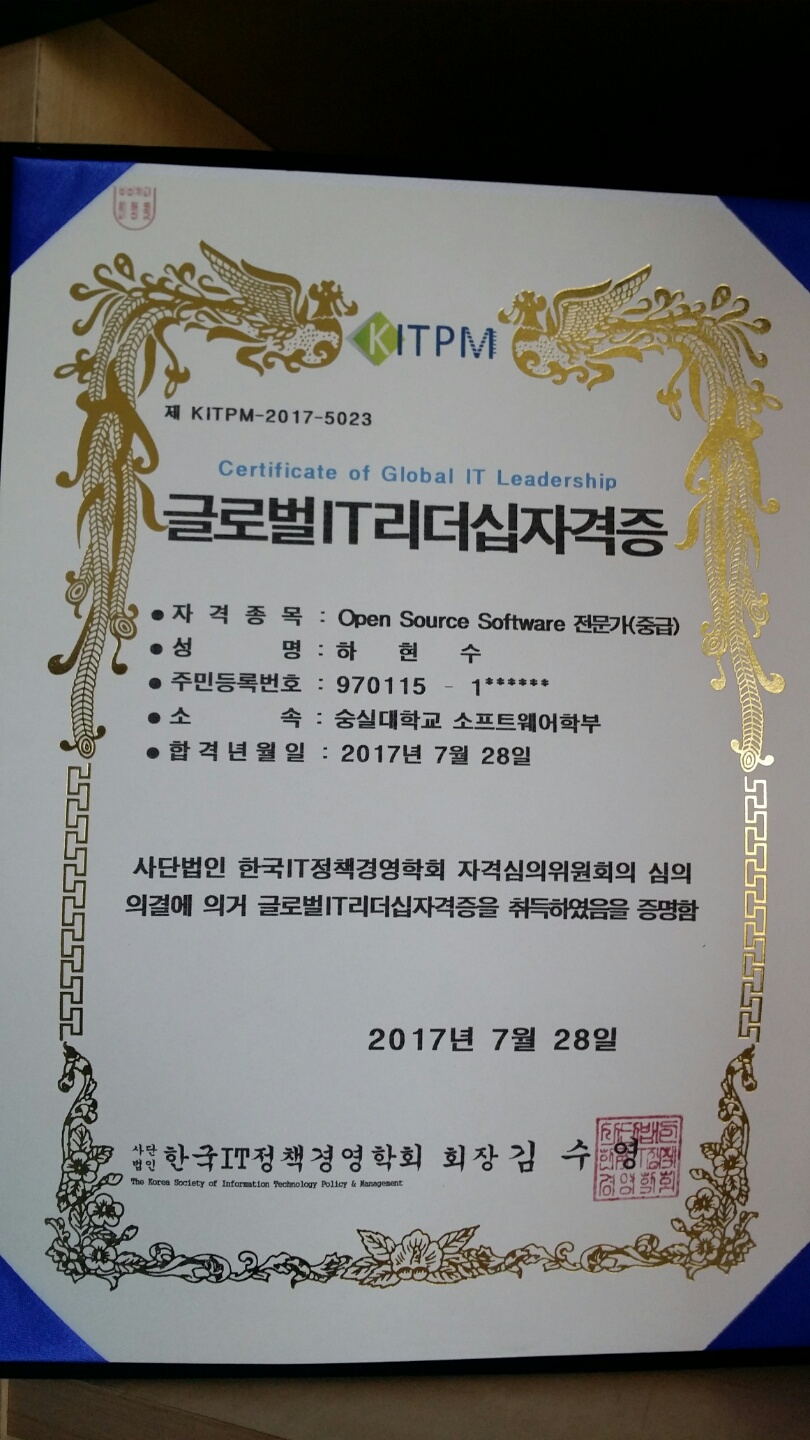 KITPM
제 KITPM-2017-5023
Certificate of Global IT Leadership
글로벌IT리더십자격증
● 자 격 종 목 : Open Source Software 전문가(중급)
● 성 명 : 하 현 수
● 주민등록번호 : 970115 - 1******
● 소 속 : 숭실대학교 소프트웨어학부
● 합격년월일 : 2017년 7월 28일
사단법인 한국IT정책경영학회 자격심의위원회의 심의
의결에 의거 글로벌IT리더십자격증을 취득하였음을 증명함
2017년 7월 28일
사단법인 한국IT정책경영학회 회장 김 수 영
The Korea Society of Information Technology Policy & Management